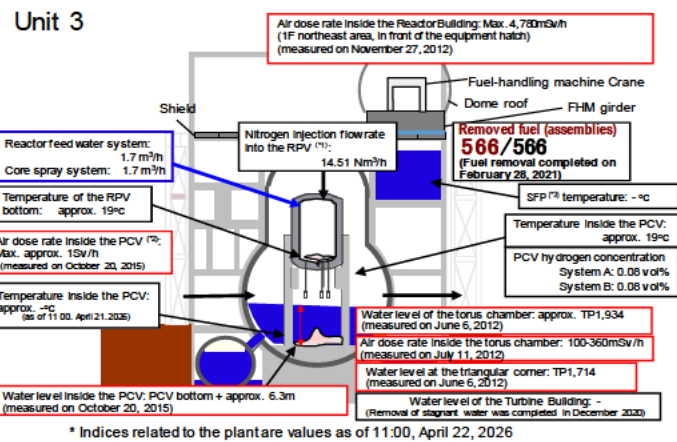 Unit 3
Air dose rate inside the Reactor Building: Max. 4,780mSv/h
(1F northeast area, in front of the equipment hatch)
(measured on November 27, 2012)
Fuel-handling machine Crane
Dome roof
FHM girder
Shield
Reactor feed water system:
1.7 m³/h
Core spray system: 1.7 m³/h
Nitrogen injection flow rate
into the RPV (*1):
14.51 Nm³/h
Removed fuel (assemblies)
566/566
(Fuel removal completed on
February 28, 2021)
SFP (*3) temperature: - ℃
Temperature of the RPV
bottom: approx. 19℃
Temperature inside the PCV:
approx. 19℃
PCV hydrogen concentration
System A: 0.08 vol%
System B: 0.08 vol%
Air dose rate inside the PCV (*2):
Max. approx. 1Sv/h
(measured on October 20, 2015)
Temperature inside the PCV:
approx. -℃
(as of 11:00, April 21, 2026)
Water level of the torus chamber: approx. TP1,934
(measured on June 6, 2012)
Air dose rate inside the torus chamber: 100-360mSv/h
(measured on July 11, 2012)
Water level at the triangular corner: TP1,714
(measured on June 6, 2012)
Water level inside the PCV: PCV bottom + approx. 6.3m
(measured on October 20, 2015)
Water level of the Turbine Building: -
(Removal of stagnant water was completed in December 2020)
* Indices related to the plant are values as of 11:00, April 22, 2026